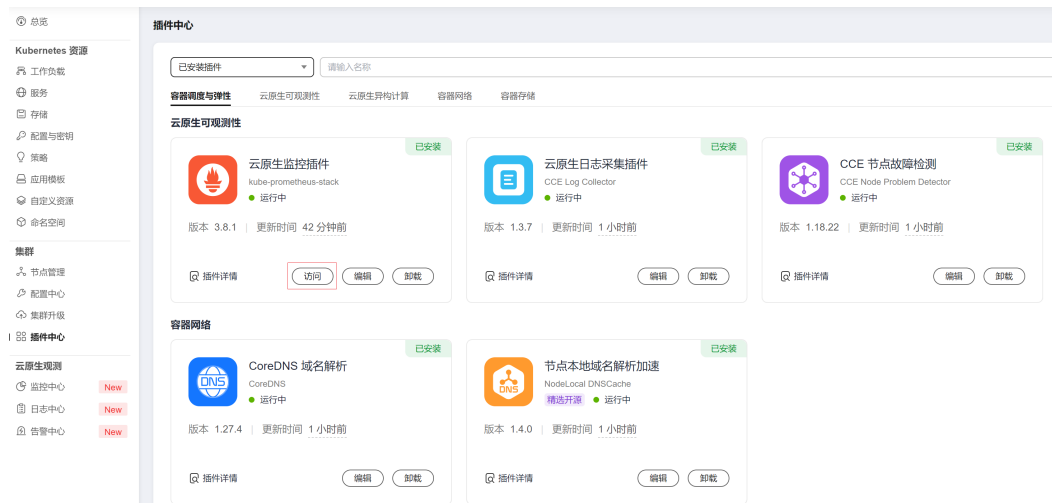 总览
Kubernetes 资源
工作负载
服务
存储
配置与密钥
策略
应用模板
自定义资源
命名空间
集群
节点管理
配置中心
集群升级
插件中心
云原生观测
监控中心 New
日志中心 New
告警中心 New
插件中心
已安装插件 请输入名称
容器调度与弹性 云原生可观测性 云原生异构计算 容器网络 容器存储
云原生可观测性
已安装
云原生监控插件
kube-prometheus-stack
运行中
版本 3.8.1 更新时间 42 分钟前
插件详情 访问 编辑 卸载
已安装
云原生日志采集插件
CCE Log Collector
运行中
版本 1.3.7 更新时间 1 小时前
插件详情 编辑 卸载
已安装
CCE 节点故障检测
CCE Node Problem Detector
运行中
版本 1.18.22 更新时间 1 小时前
插件详情 编辑 卸载
容器网络
已安装
DNS
CoreDNS 域名解析
CoreDNS
运行中
版本 1.27.4 更新时间 1 小时前
插件详情 编辑 卸载
已安装
DNS
节点本地域名解析加速
NodeLocal DNSCache
精选开源 运行中
版本 1.4.0 更新时间 1 小时前
插件详情 编辑 卸载